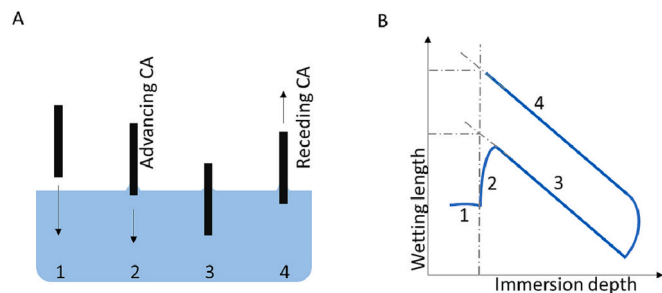 A
Advancing CA
Receding CA
1
2
3
4
B
Wetting length
1
2
3
4
Immersion depth